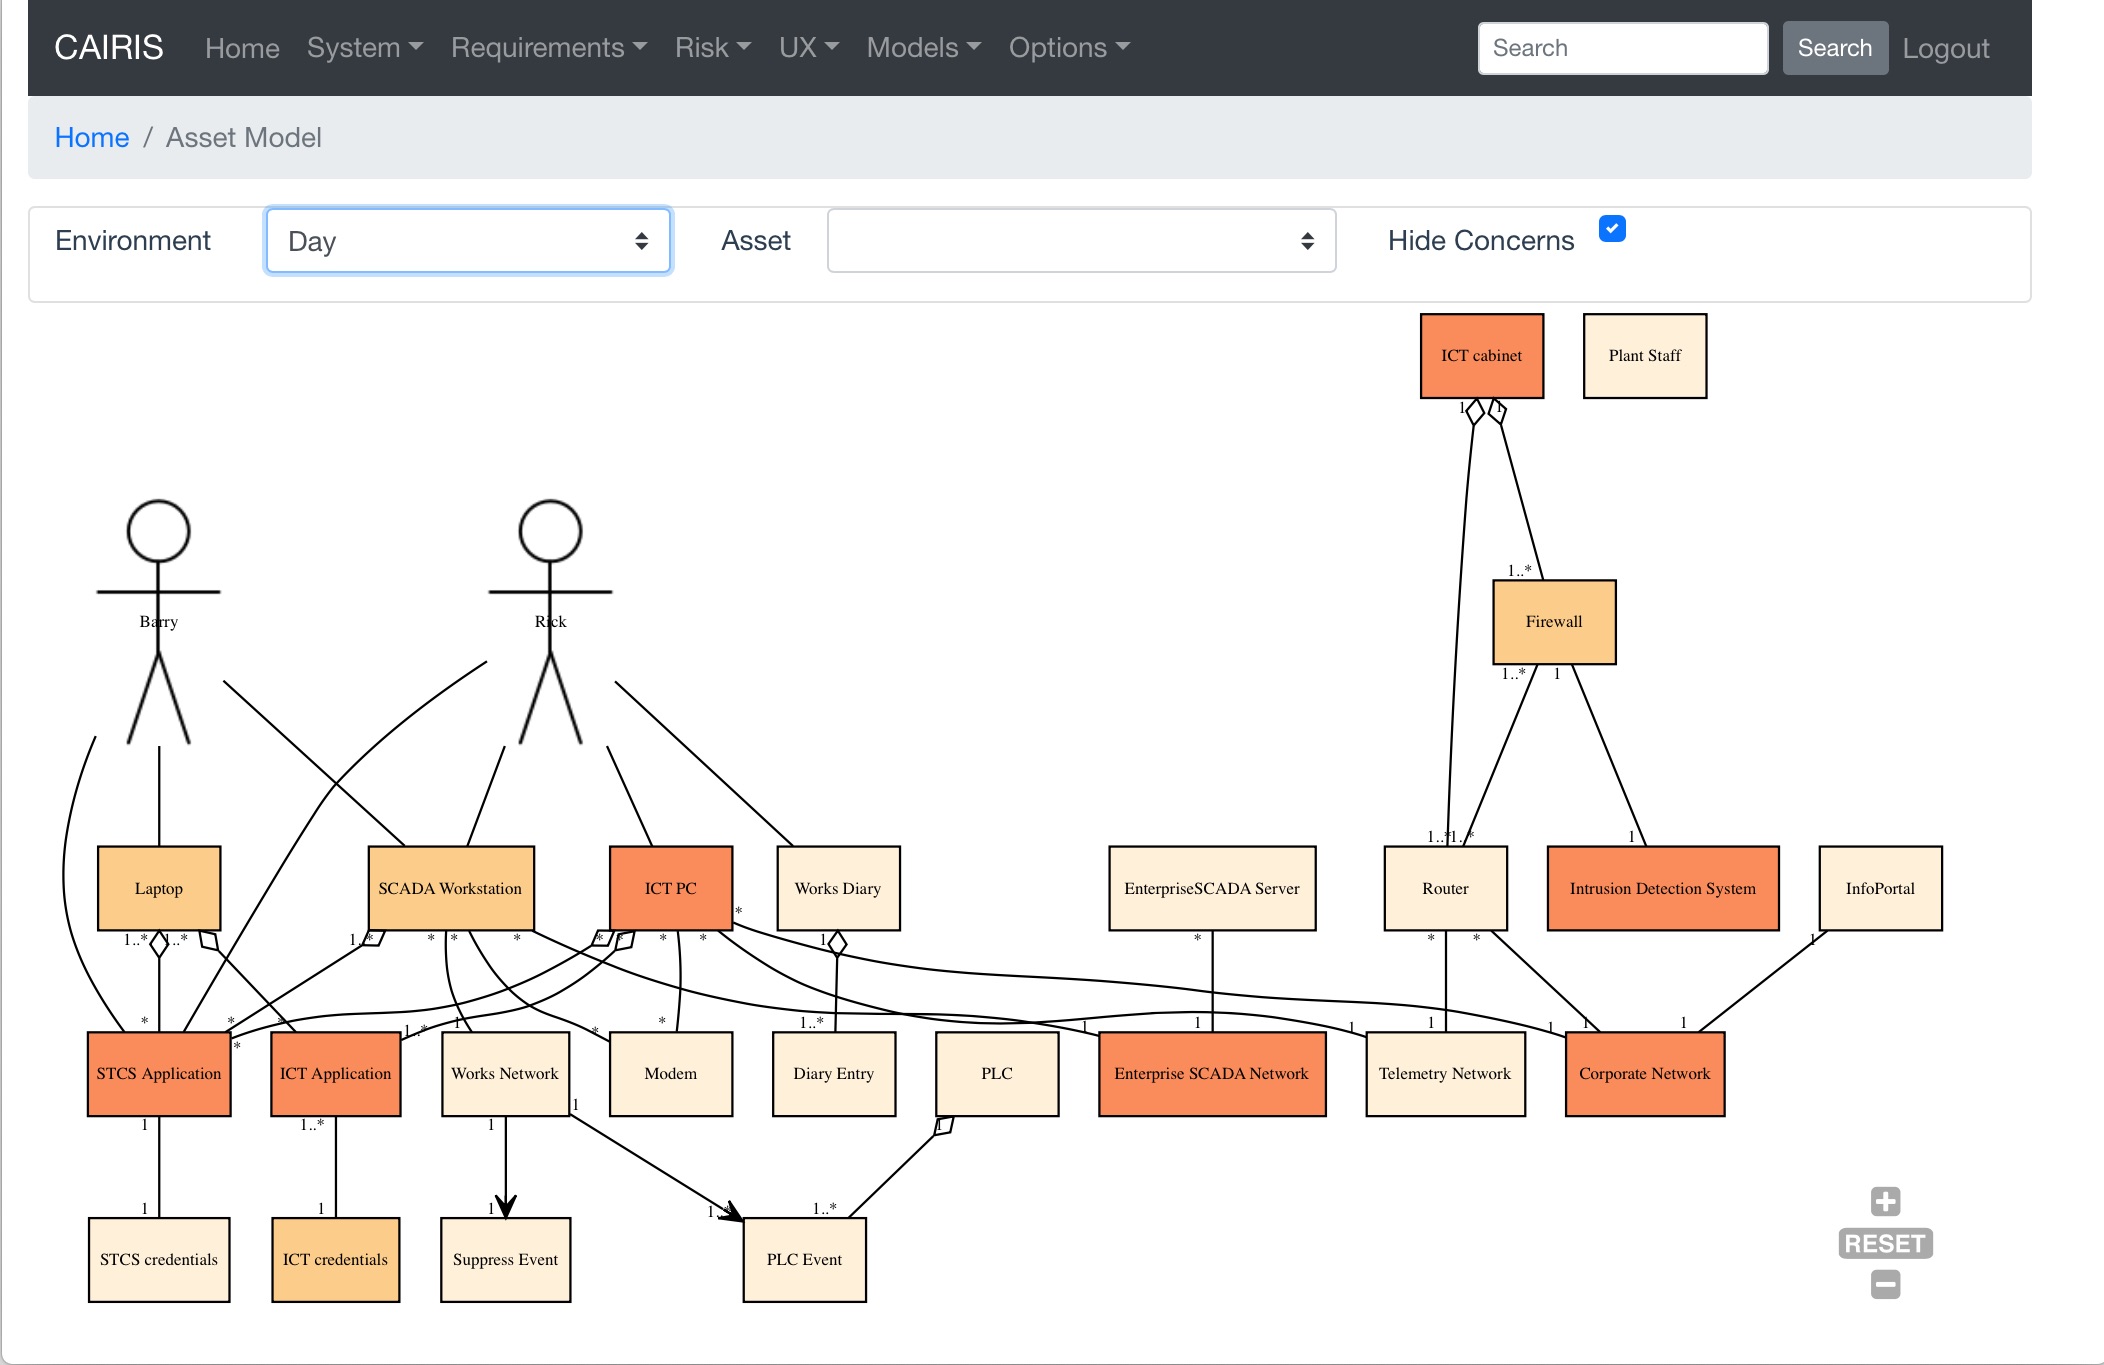 CAIRIS Home System Requirements Risk UX Models Options Search Search Logout
Home / Asset Model
Environment Day Asset Hide Concerns
ICT cabinet Plant Staff
1 1
1..*
Barry Rick Firewall
1..* 1
1..* 1..* 1
Laptop SCADA Workstation ICT PC Works Diary EnterpriseSCADA Server Router Intrusion Detection System InfoPortal
*
1..* 1..* 1..* * * * * * * * 1 * * * 1
* * * 1 * 1..* 1 1 1 1
* 1..* * 1 1 1
STCS Application ICT Application Works Network Modem Diary Entry PLC Enterprise SCADA Network Telemetry Network Corporate Network
1
1 1..* 1 1
1 1 1 1..* 1..*
STCS credentials ICT credentials Suppress Event PLC Event
RESET